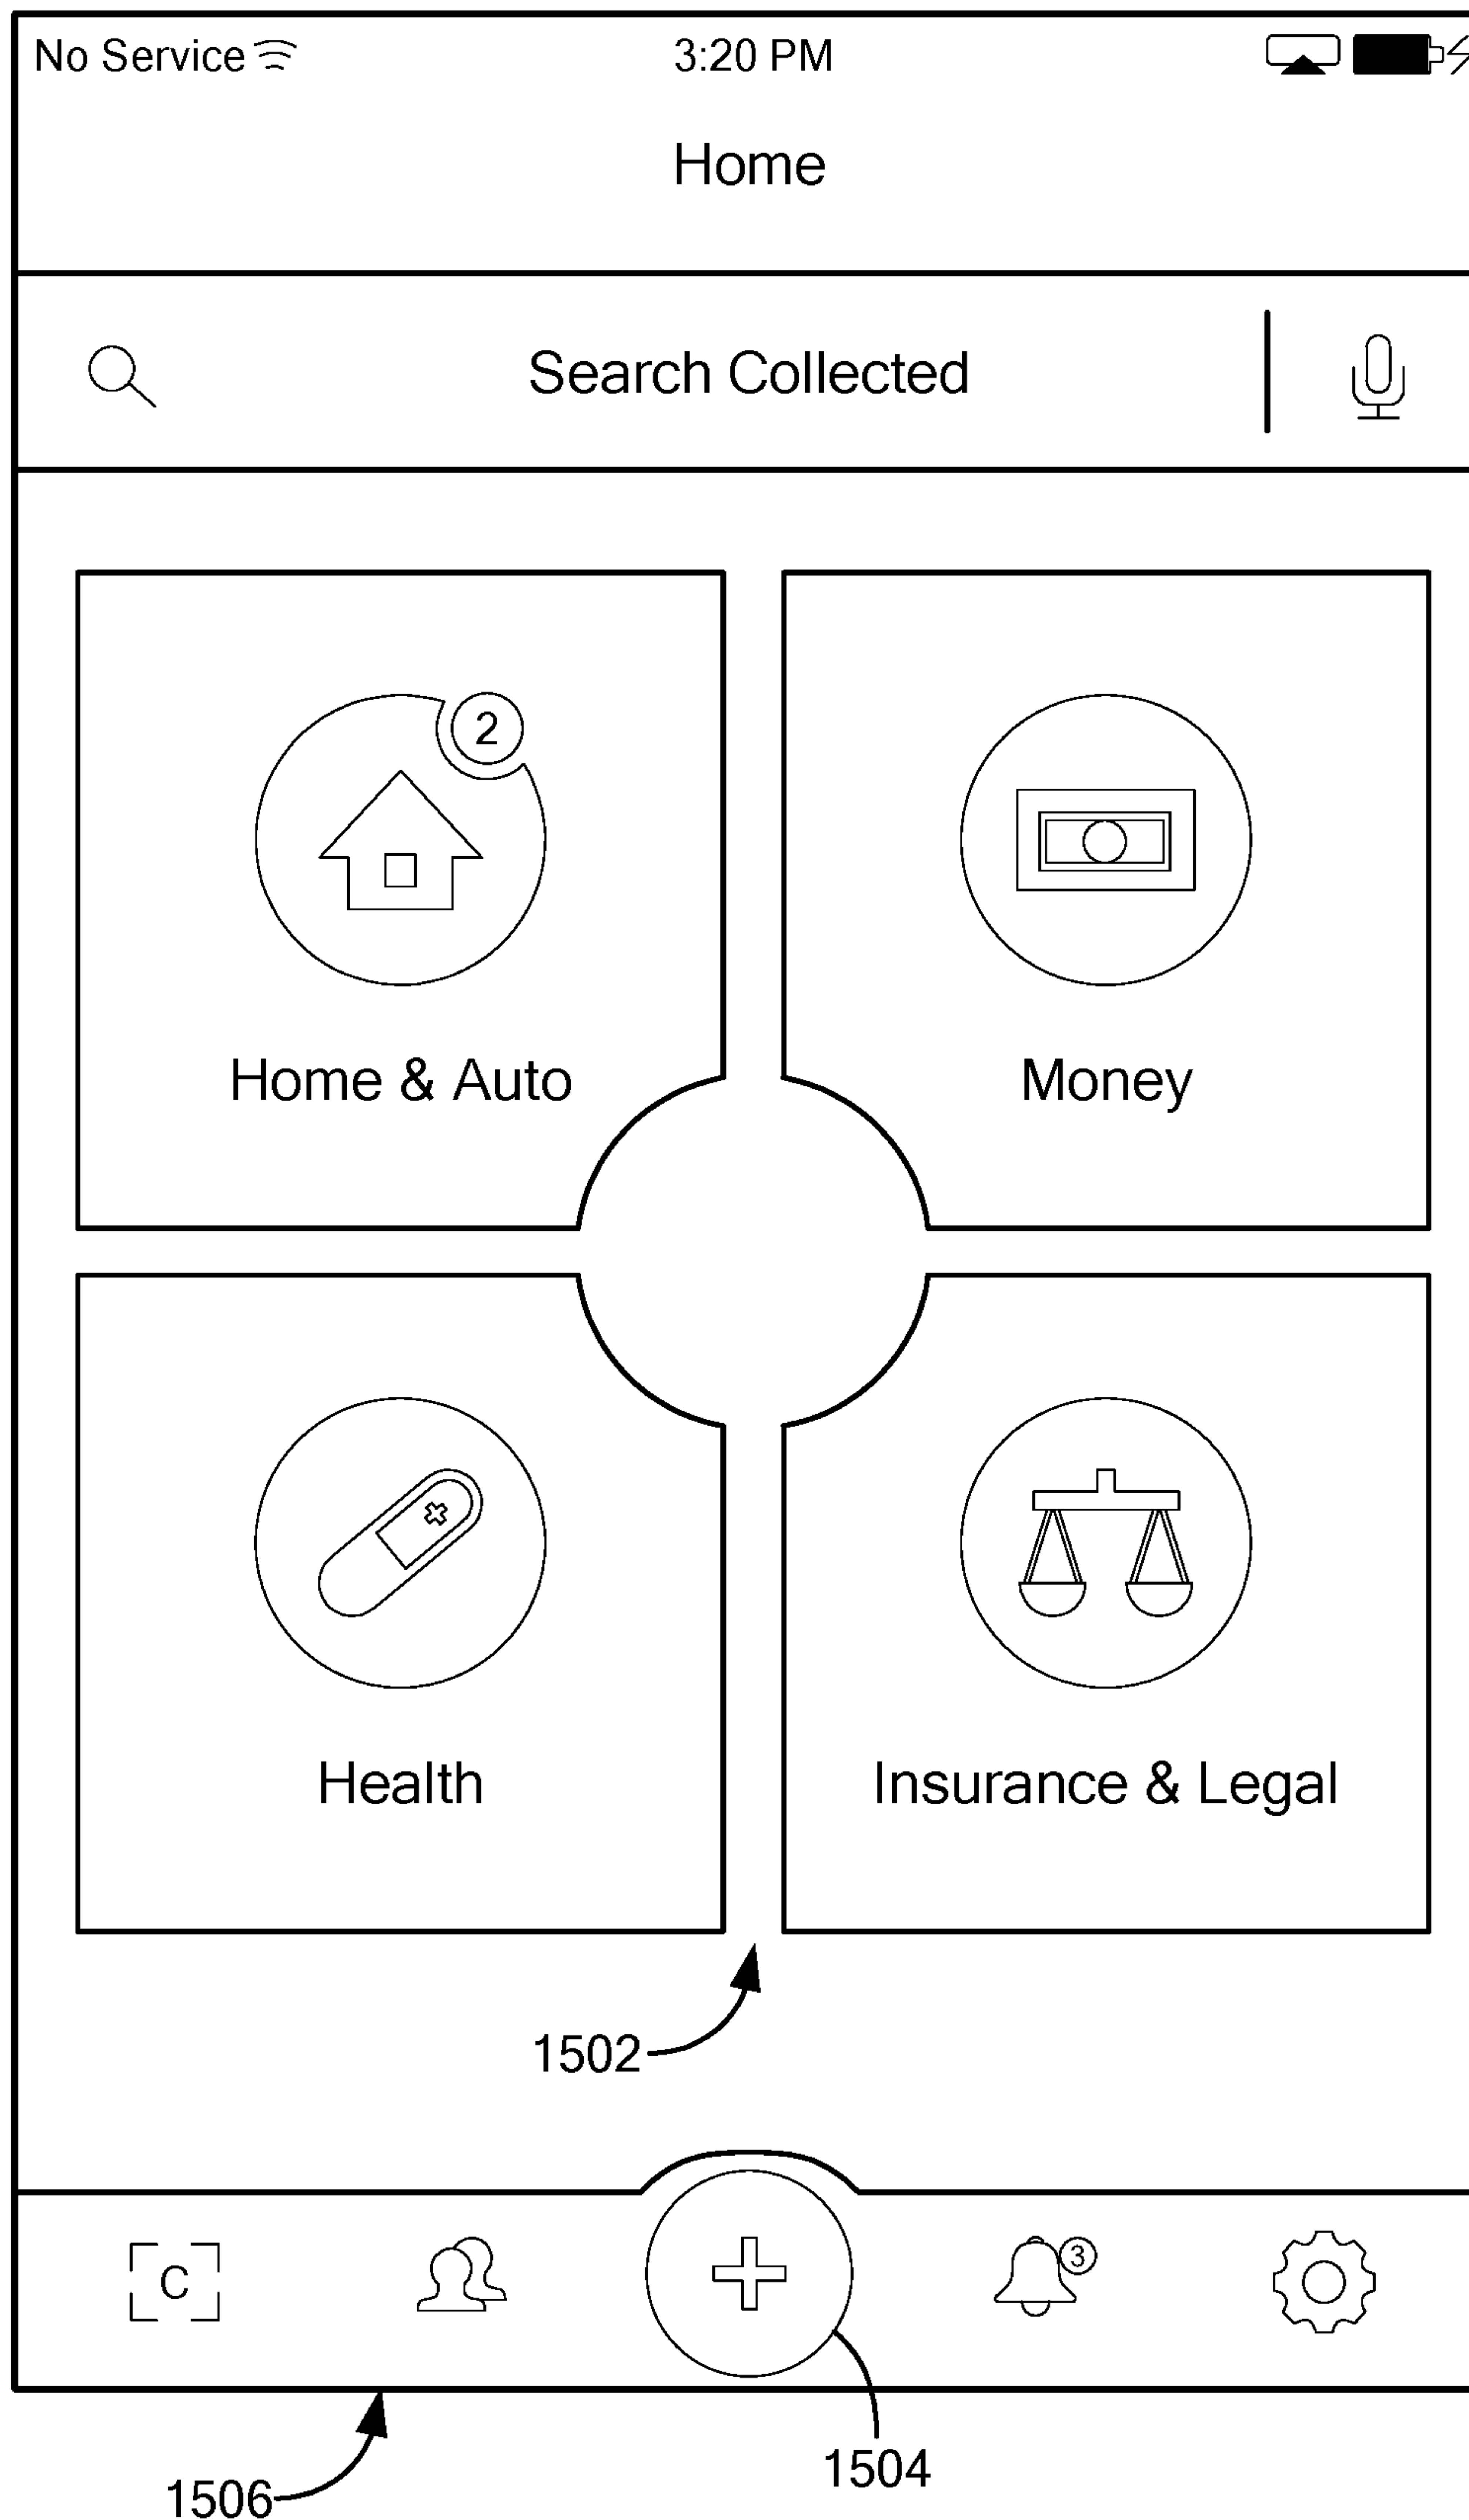 No Service 3:20 PM
Home
Search Collected
2
Home & Auto Money
Health Insurance & Legal
1502
C 3
1504
1506